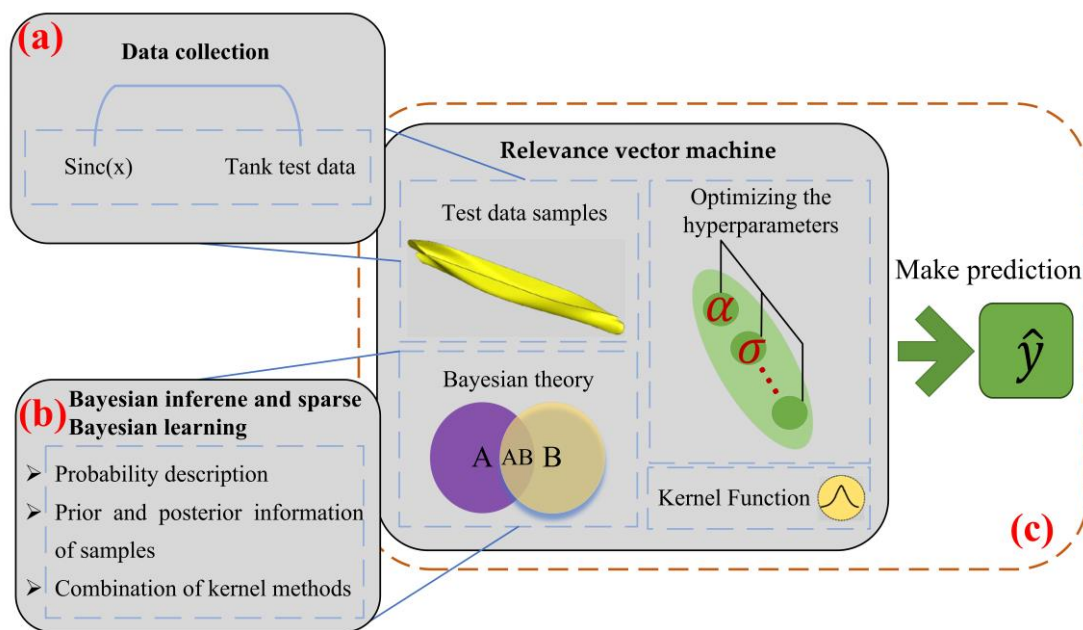 (a)
Data collection
Sinc(x)
Tank test data
(b)
Bayesian inferene and sparse
Bayesian learning
➢ Probability description
➢ Prior and posterior information
of samples
➢ Combination of kernel methods
Relevance vector machine
Test data samples
Bayesian theory
A AB B
Optimizing the
hyperparameters
α
σ
Kernel Function
Make prediction
ŷ
(c)